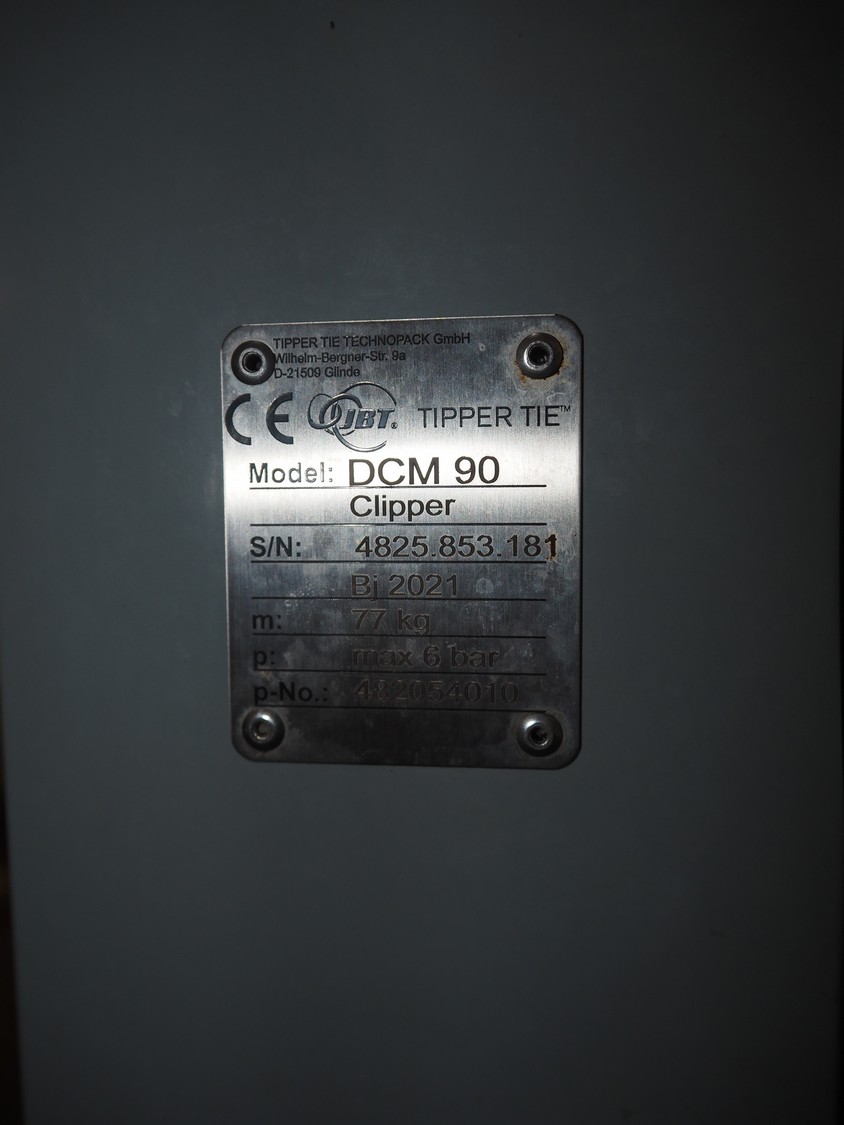 TIPPER TIE TECHNOPACK GmbH
Wilhelm-Bergner-Str. 9a
D-21509 Glinde
CE JBT® TIPPER TIE™
Model: DCM 90
Clipper
S/N: 4825.853.181
Bj 2021
m: 77 kg
p: max 6 bar
p-No.: 482054010